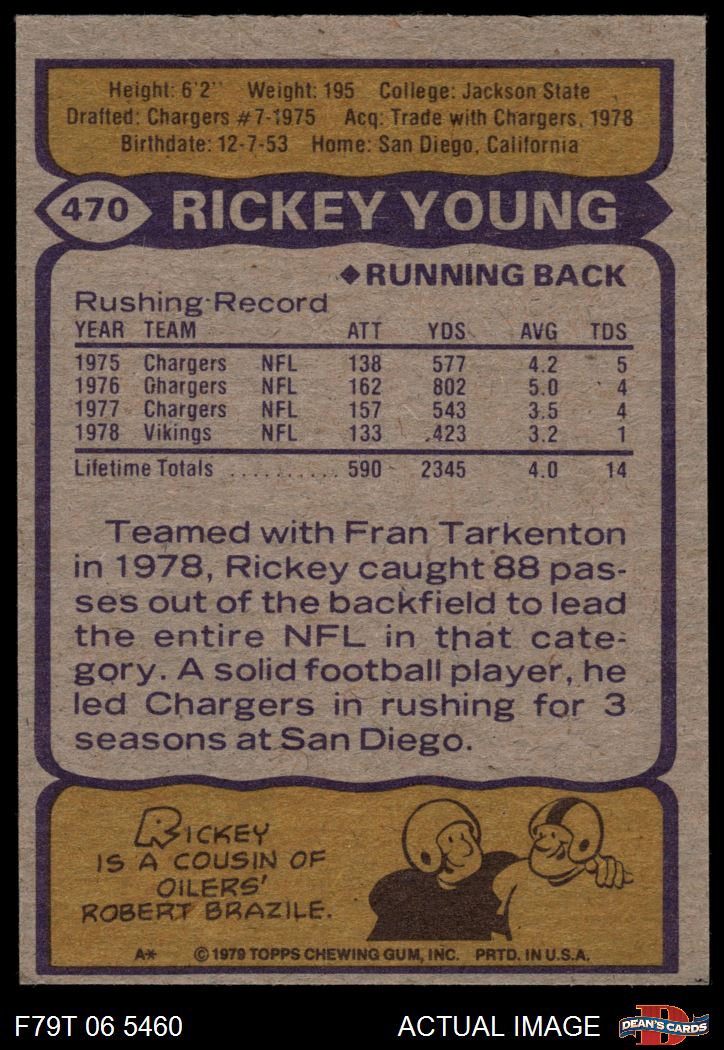 Height: 6'2" Weight: 195 College: Jackson State
Drafted: Chargers #7-1975 Acq: Trade with Chargers, 1978
Birthdate: 12-7-53 Home: San Diego, California
470 RICKEY YOUNG
◆RUNNING BACK
Rushing Record
YEAR TEAM ATT YDS AVG TDS
1975 Chargers NFL 138 577 4.2 5
1976 Chargers NFL 162 802 5.0 4
1977 Chargers NFL 157 543 3.5 4
1978 Vikings NFL 133 423 3.2 1
Lifetime Totals .......... 590 2345 4.0 14
Teamed with Fran Tarkenton
in 1978, Rickey caught 88 pas-
ses out of the backfield to lead
the entire NFL in that cate-
gory. A solid football player, he
led Chargers in rushing for 3
seasons at San Diego.
RICKEY
IS A COUSIN OF
OILERS'
ROBERT BRAZILE.
A* © 1979 TOPPS CHEWING GUM, INC. PRTD. IN U.S.A.
F79T 06 5460 ACTUAL IMAGE D DEAN'S CARDS